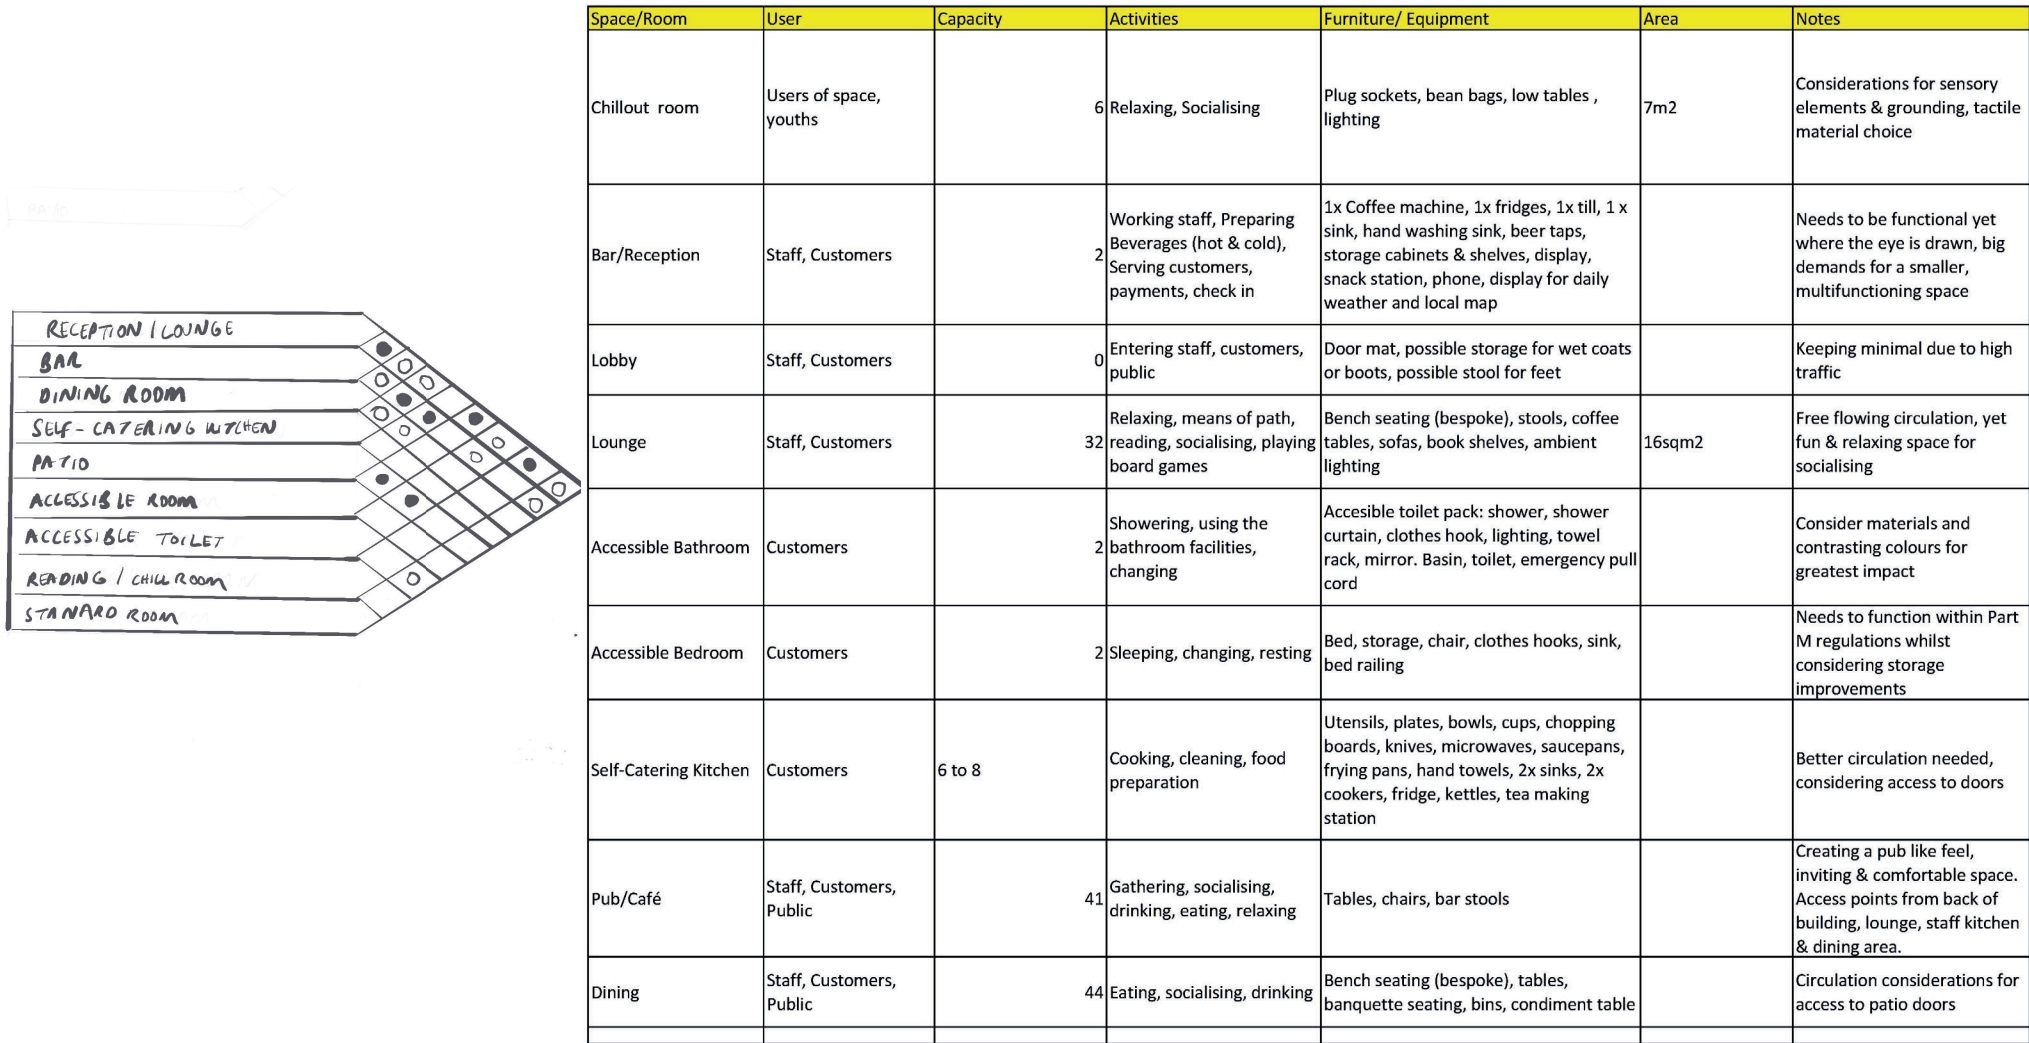 RECEPTION / LOUNGE
BAR
DINING ROOM
SELF-CATERING KITCHEN
PATIO
ACCESSIBLE ROOM
ACCESSIBLE TOILET
READING / CHILL ROOM
STANARD ROOM
Space/Room User Capacity Activities Furniture/ Equipment Area Notes
Chillout room
Users of space,
youths
6
Relaxing, Socialising
Plug sockets, bean bags, low tables ,
lighting
7m2
Considerations for sensory
elements & grounding, tactile
material choice
Bar/Reception
Staff, Customers
2
Working staff, Preparing
Beverages (hot & cold),
Serving customers,
payments, check in
1x Coffee machine, 1x fridges, 1x till, 1 x
sink, hand washing sink, beer taps,
storage cabinets & shelves, display,
snack station, phone, display for daily
weather and local map
Needs to be functional yet
where the eye is drawn, big
demands for a smaller,
multifunctioning space
Lobby
Staff, Customers
0
Entering staff, customers,
public
Door mat, possible storage for wet coats
or boots, possible stool for feet
Keeping minimal due to high
traffic
Lounge
Staff, Customers
32
Relaxing, means of path,
reading, socialising, playing
board games
Bench seating (bespoke), stools, coffee
tables, sofas, book shelves, ambient
lighting
16sqm2
Free flowing circulation, yet
fun & relaxing space for
socialising
Accessible Bathroom
Customers
2
Showering, using the
bathroom facilities,
changing
Accesible toilet pack: shower, shower
curtain, clothes hook, lighting, towel
rack, mirror. Basin, toilet, emergency pull
cord
Consider materials and
contrasting colours for
greatest impact
Accessible Bedroom
Customers
2
Sleeping, changing, resting
Bed, storage, chair, clothes hooks, sink,
bed railing
Needs to function within Part
M regulations whilst
considering storage
improvements
Self-Catering Kitchen
Customers
6 to 8
Cooking, cleaning, food
preparation
Utensils, plates, bowls, cups, chopping
boards, knives, microwaves, saucepans,
frying pans, hand towels, 2x sinks, 2x
cookers, fridge, kettles, tea making
station
Better circulation needed,
considering access to doors
Pub/Café
Staff, Customers,
Public
41
Gathering, socialising,
drinking, eating, relaxing
Tables, chairs, bar stools
Creating a pub like feel,
inviting & comfortable space.
Access points from back of
building, lounge, staff kitchen
& dining area.
Dining
Staff, Customers,
Public
44
Eating, socialising, drinking
Bench seating (bespoke), tables,
banquette seating, bins, condiment table
Circulation considerations for
access to patio doors